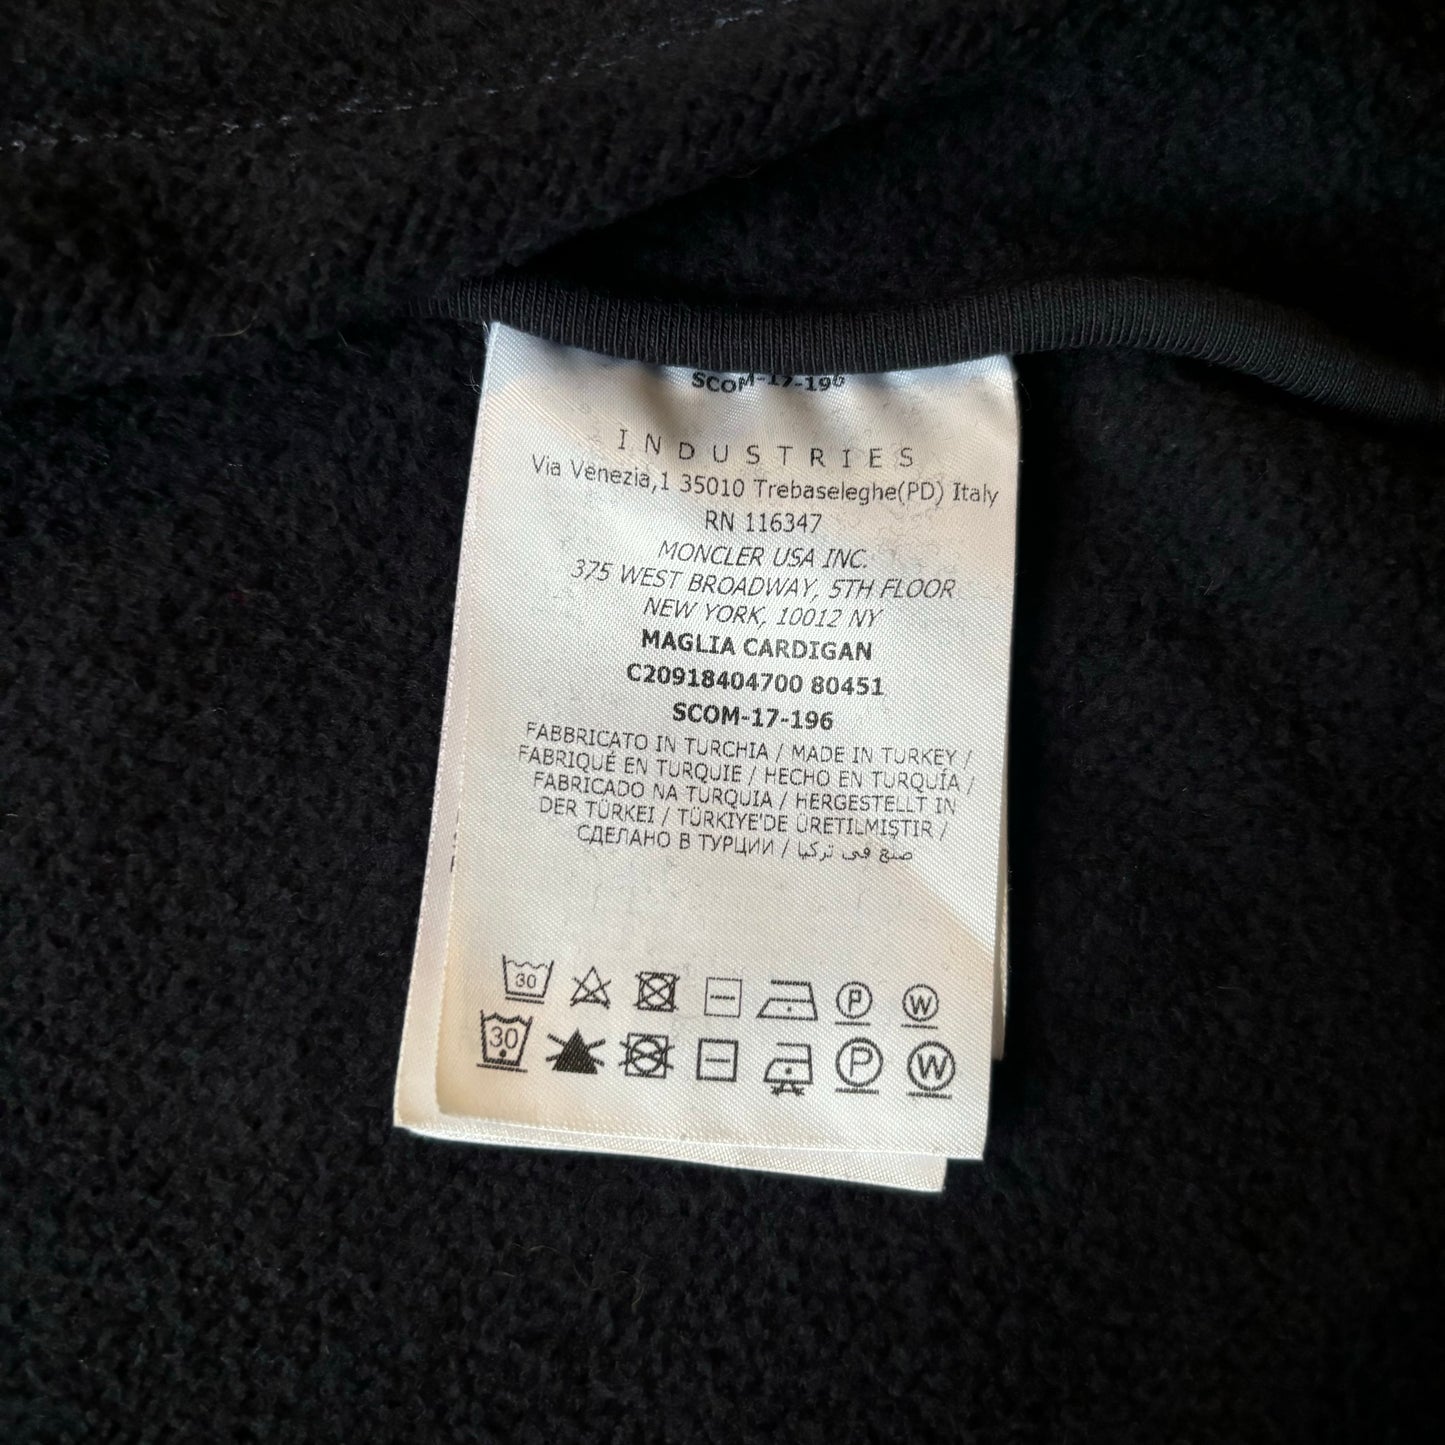 SCOM-17-196
INDUSTRIES
Via Venezia,1 35010 Trebaseleghe(PD) Italy
RN 116347
MONCLER USA INC.
375 WEST BROADWAY, 5TH FLOOR
NEW YORK, 10012 NY
MAGLIA CARDIGAN
C20918404700 80451
SCOM-17-196
FABBRICATO IN TURCHIA / MADE IN TURKEY /
FABRIQUÉ EN TURQUIE / HECHO EN TURQUÍA /
FABRICADO NA TURQUIA / HERGESTELLT IN
DER TÜRKEI / TÜRKIYE'DE ÜRETILMIŞTIR /
СДЕЛАНО В ТУРЦИИ / صنع في تركيا
30 P W
30 P W